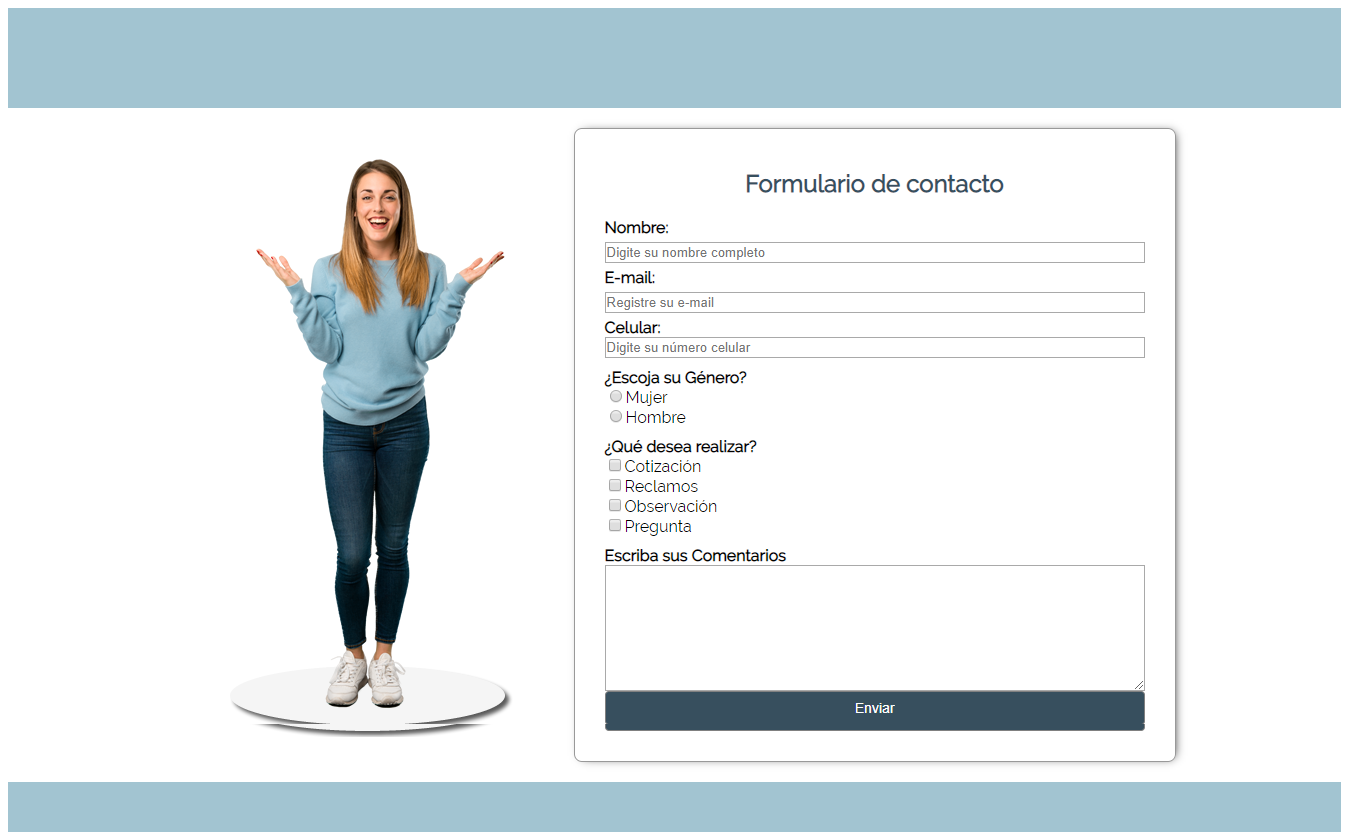 Formulario de contacto
Nombre:
Digite su nombre completo
E-mail:
Registre su e-mail
Celular:
Digite su número celular
¿Escoja su Género?
Mujer
Hombre
¿Qué desea realizar?
Cotización
Reclamos
Observación
Pregunta
Escriba sus Comentarios
Enviar